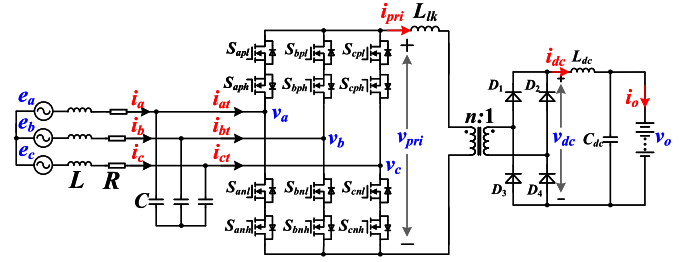 i_pri L_lk
S_apl S_bpl S_cpl
+
S_aph S_bph S_cph
i_dc L_dc
D_1 D_2 +
i_o
e_a i_a i_at v_a
e_b i_b i_bt v_b v_pri n:1 v_dc C_dc v_o
e_c i_c i_ct v_c
L R
C S_anl S_bnl S_cnl
D_3 D_4 −
S_anh S_bnh S_cnh
−